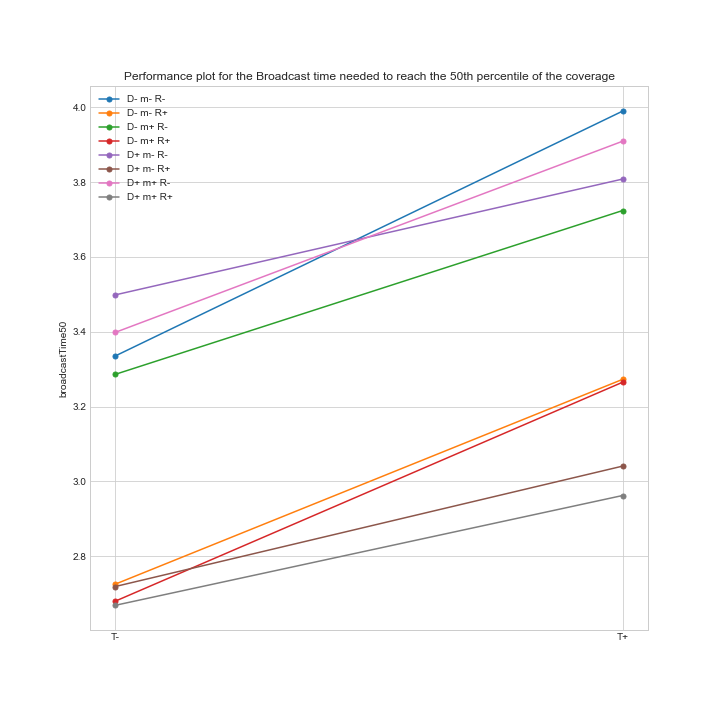 Performance plot for the Broadcast time needed to reach the 50th percentile of the coverage
D- m- R-
D- m- R+
D- m+ R-
D- m+ R+
D+ m- R-
D+ m- R+
D+ m+ R-
D+ m+ R+
4.0
3.8
3.6
3.4
3.2
3.0
2.8
broadcastTime50
T-
T+